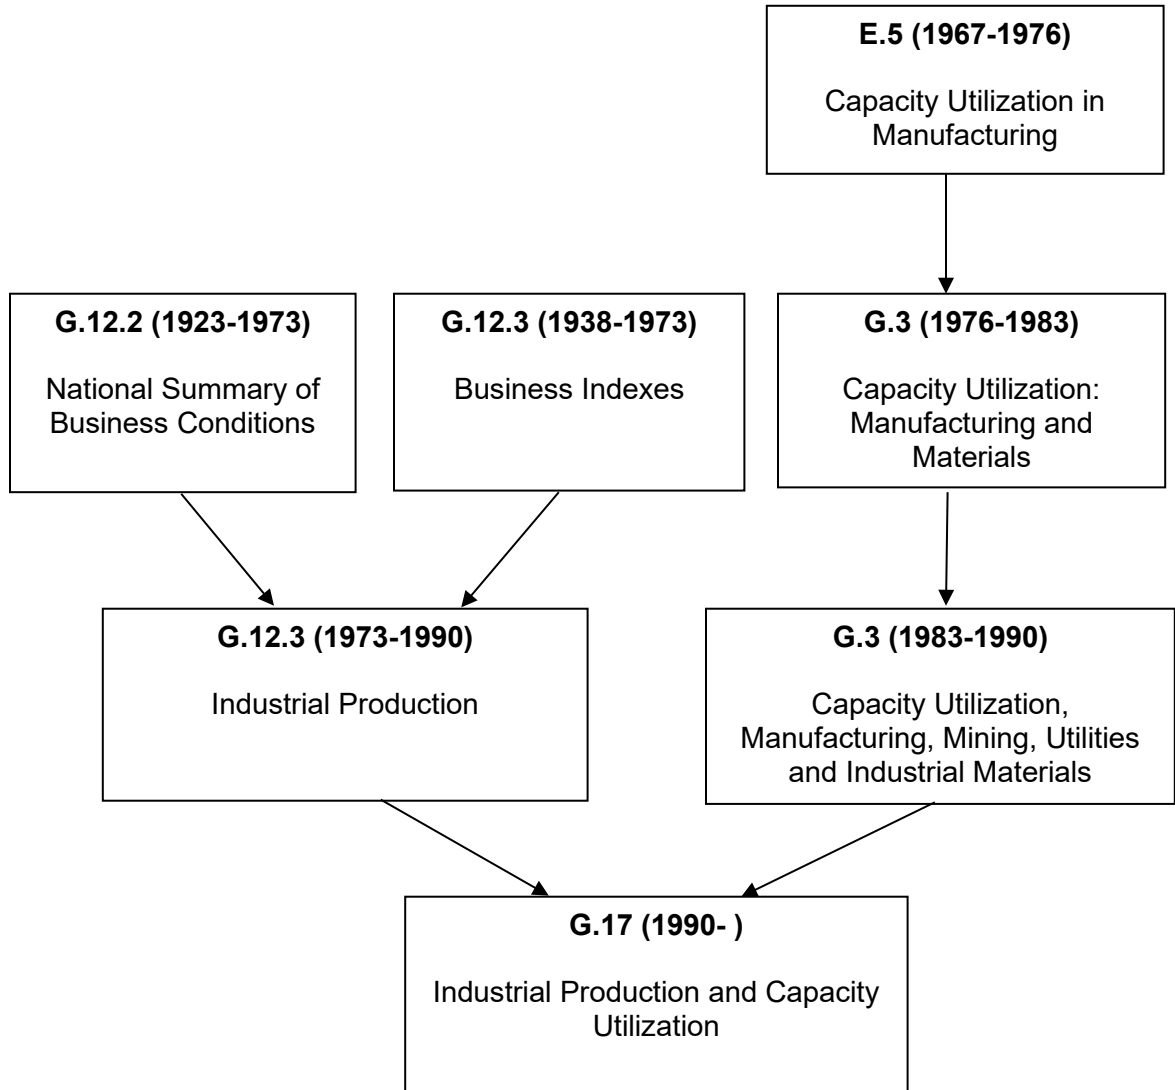 E.5 (1967-1976)
Capacity Utilization in
Manufacturing
G.12.2 (1923-1973)
National Summary of
Business Conditions
G.12.3 (1938-1973)
Business Indexes
G.3 (1976-1983)
Capacity Utilization:
Manufacturing and
Materials
G.12.3 (1973-1990)
Industrial Production
G.3 (1983-1990)
Capacity Utilization,
Manufacturing, Mining, Utilities
and Industrial Materials
G.17 (1990- )
Industrial Production and Capacity
Utilization